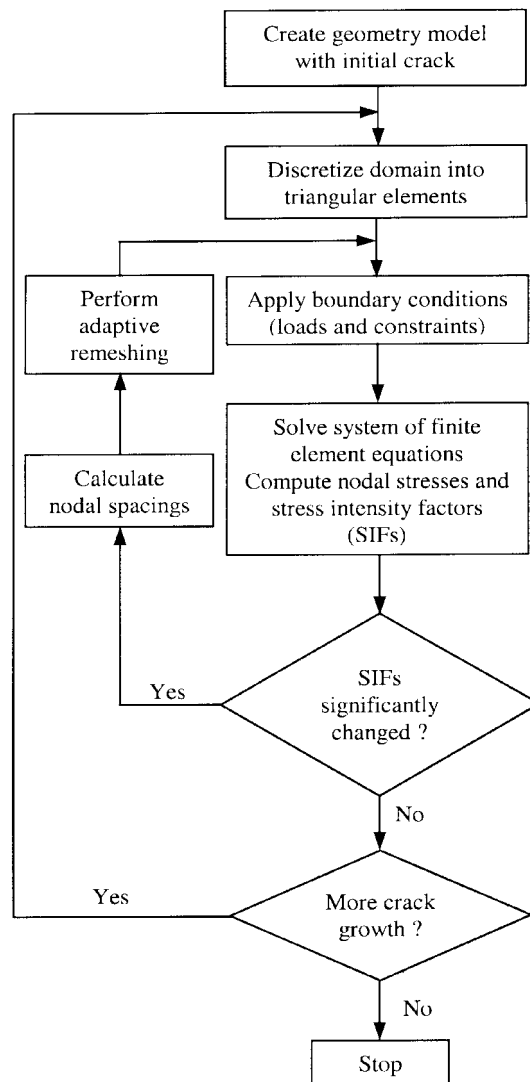 Create geometry model
with initial crack
Discretize domain into
triangular elements
Perform
adaptive
remeshing
Apply boundary conditions
(loads and constraints)
Calculate
nodal spacings
Solve system of finite
element equations
Compute nodal stresses and
stress intensity factors
(SIFs)
Yes
SIFs
significantly
changed ?
No
Yes
More crack
growth ?
No
Stop